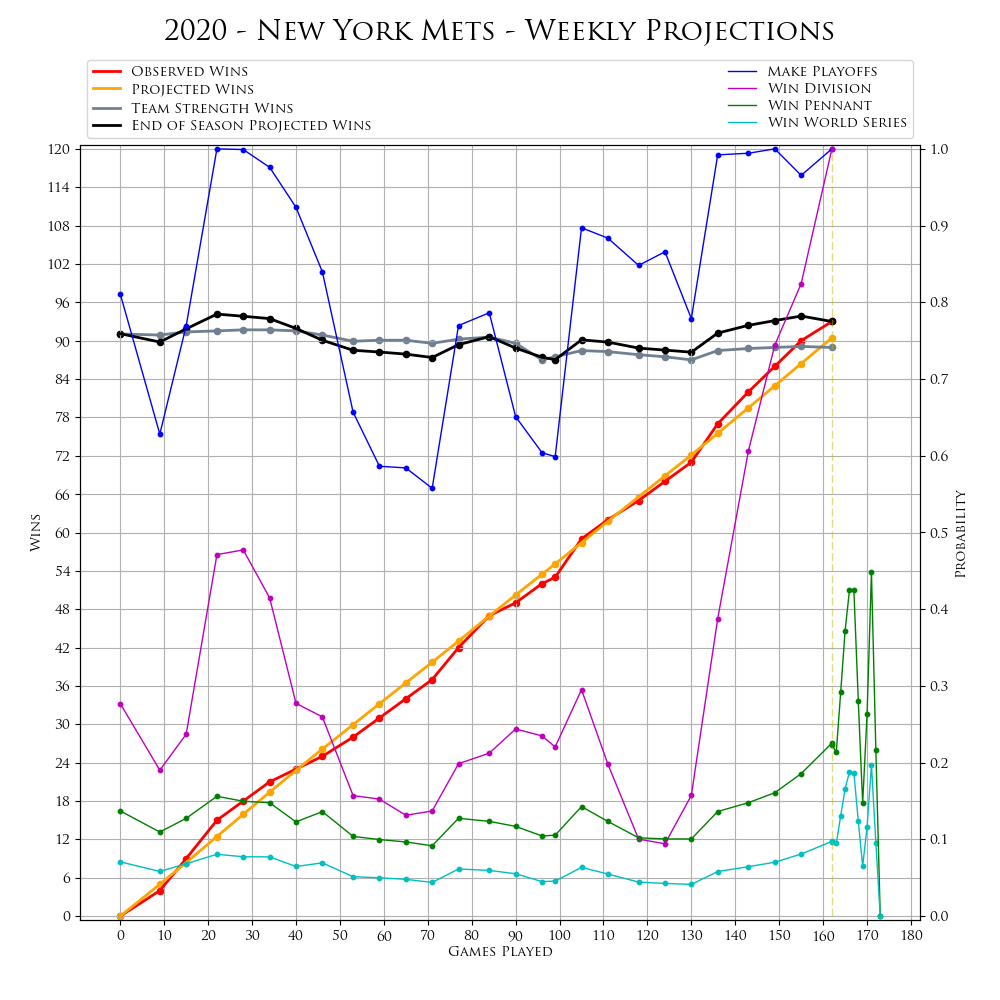 2020 - New York Mets - Weekly Projections
Observed Wins
Projected Wins
Team Strength Wins
End of Season Projected Wins
Make Playoffs
Win Division
Win Pennant
Win World Series
120
114
108
102
96
90
84
78
72
66
60
54
48
42
36
30
24
18
12
6
0
Wins
1.0
0.9
0.8
0.7
0.6
0.5
0.4
0.3
0.2
0.1
0.0
Probability
0 10 20 30 40 50 60 70 80 90 100 110 120 130 140 150 160 170 180
Games Played